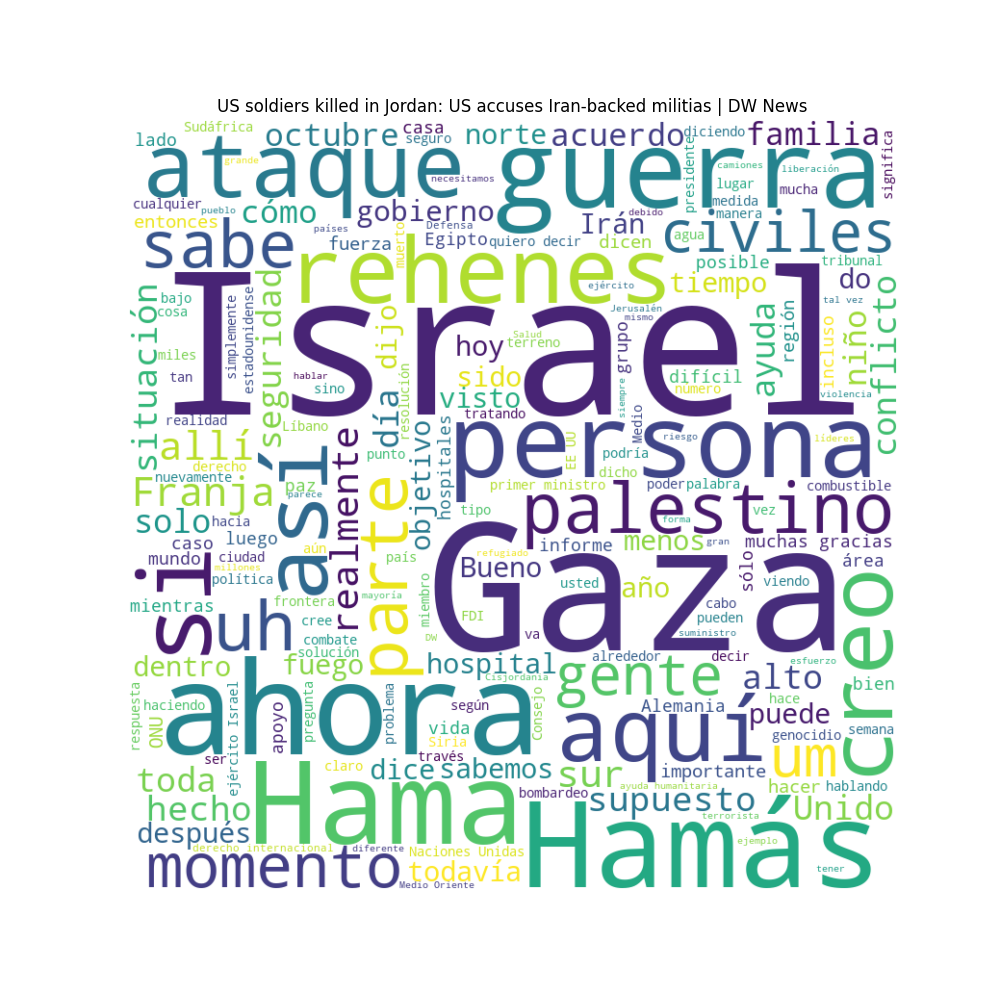 US soldiers killed in Jordan: US accuses Iran-backed militias | DW News
Sudáfrica
lado
octubre
casa
seguro
norte
acuerdo
diciendo
familia
significa
grande
ataque
guerra
necesitamos
presidente
camiones
liberación
lugar
mucha
cualquier
pueblo
entonces
cómo
gobierno
medida
manera
debido
Irán
civiles
países
Defensa
sabe
fuerza
muerto
Egipto
quiero decir
dicen
agua
posible
tribunal
rehenes
tiempo
do
situación
bajo
cosa
simplemente
estadounidense
seguridad
Israel
ejército
Jerusalén
mismo
tal vez
región
ayuda
incluso
niño
conflicto
miles
tan
dijo
hoy
Salud
terreno
grupo
hablar
sino
sido
difícil
número
violencia
realidad
Líbano
día
resolución
visto
tratando
siempre
Medio
allí
persona
riesgo
líderes
derecho
nuevamente
punto
objetivo
hospitales
EE UU
podría
dicho
Franja
paz
parece
así
realmente
parte
primer ministro
poder
palabra
combustible
solo
hacia
tipo
palestino
forma
vez
caso
luego
mundo
ciudad
aún
país
refugiado
informe
menos
gran
muchas gracias
millones
política
si
Bueno
área
sólo
mientras
frontera
mayoría
miembro
Gaza
usted
año
viendo
cabo
uh
cree
FDI
pueden
combate
DW
va
suministro
creo
solución
dentro
fuego
hospital
alrededor
decir
esfuerzo
Cisjordania
gente
alto
hace
bien
respuesta
haciendo
ONU
ejército Israel
ahora
apoyo
pregunta
problema
según
Consejo
Alemania
puede
vida
aquí
genocidio
semana
Siria
ser
través
um
toda
claro
dice
sabemos
sur
importante
hacer
hablando
hecho
Hama
bombardeo
ayuda humanitaria
supuesto
Unido
después
terrorista
Hamás
ejemplo
derecho internacional
diferente
Naciones Unidas
momento
todavía
tener
Medio Oriente